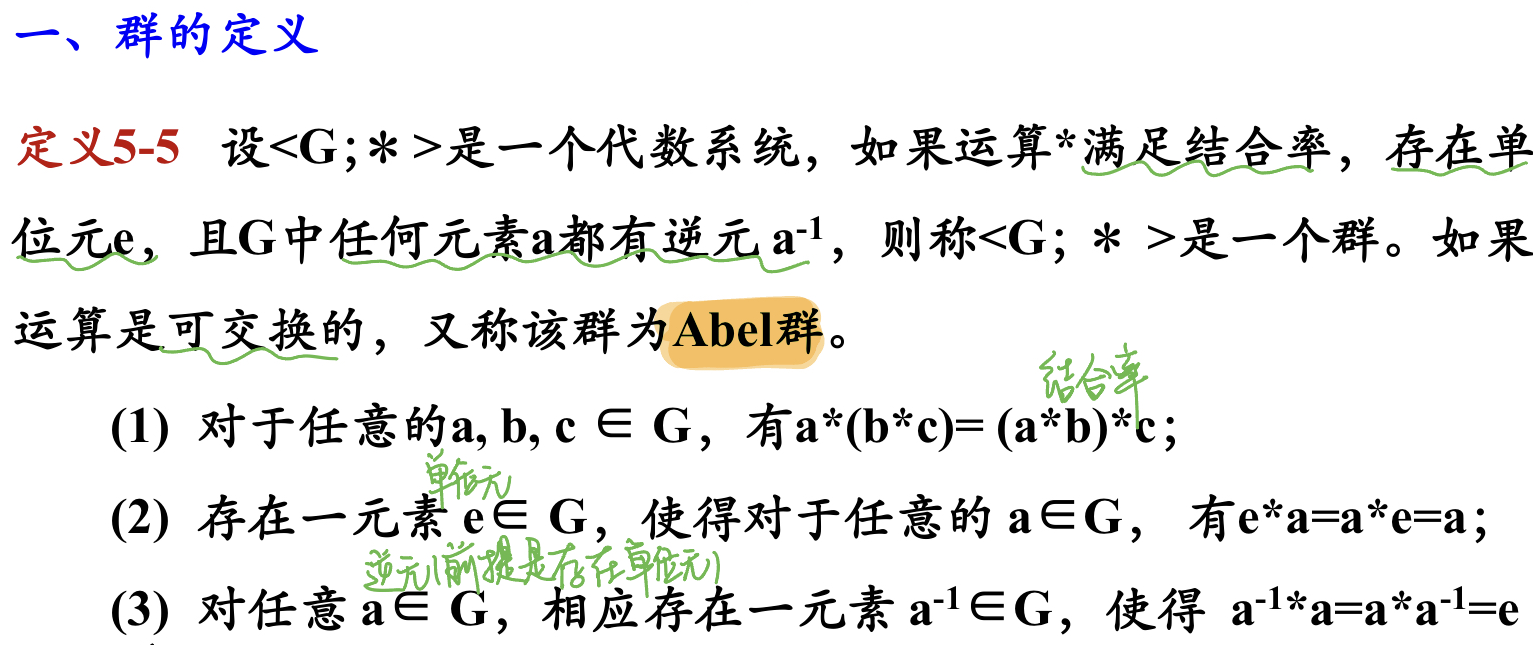 一、群的定义
定义5-5 设<G;＊>是一个代数系统，如果运算*满足结合率，存在单
位元e，且G中任何元素a都有逆元 a⁻¹，则称<G; ＊ >是一个群。如果
运算是可交换的，又称该群为Abel群。
结合率
(1) 对于任意的a, b, c ∈ G，有a*(b*c)= (a*b)*c；
单位元
(2) 存在一元素 e∈ G，使得对于任意的 a∈G， 有e*a=a*e=a；
逆元(前提是存在单位元)
(3) 对任意 a∈ G，相应存在一元素 a⁻¹∈G，使得 a⁻¹*a=a*a⁻¹=e